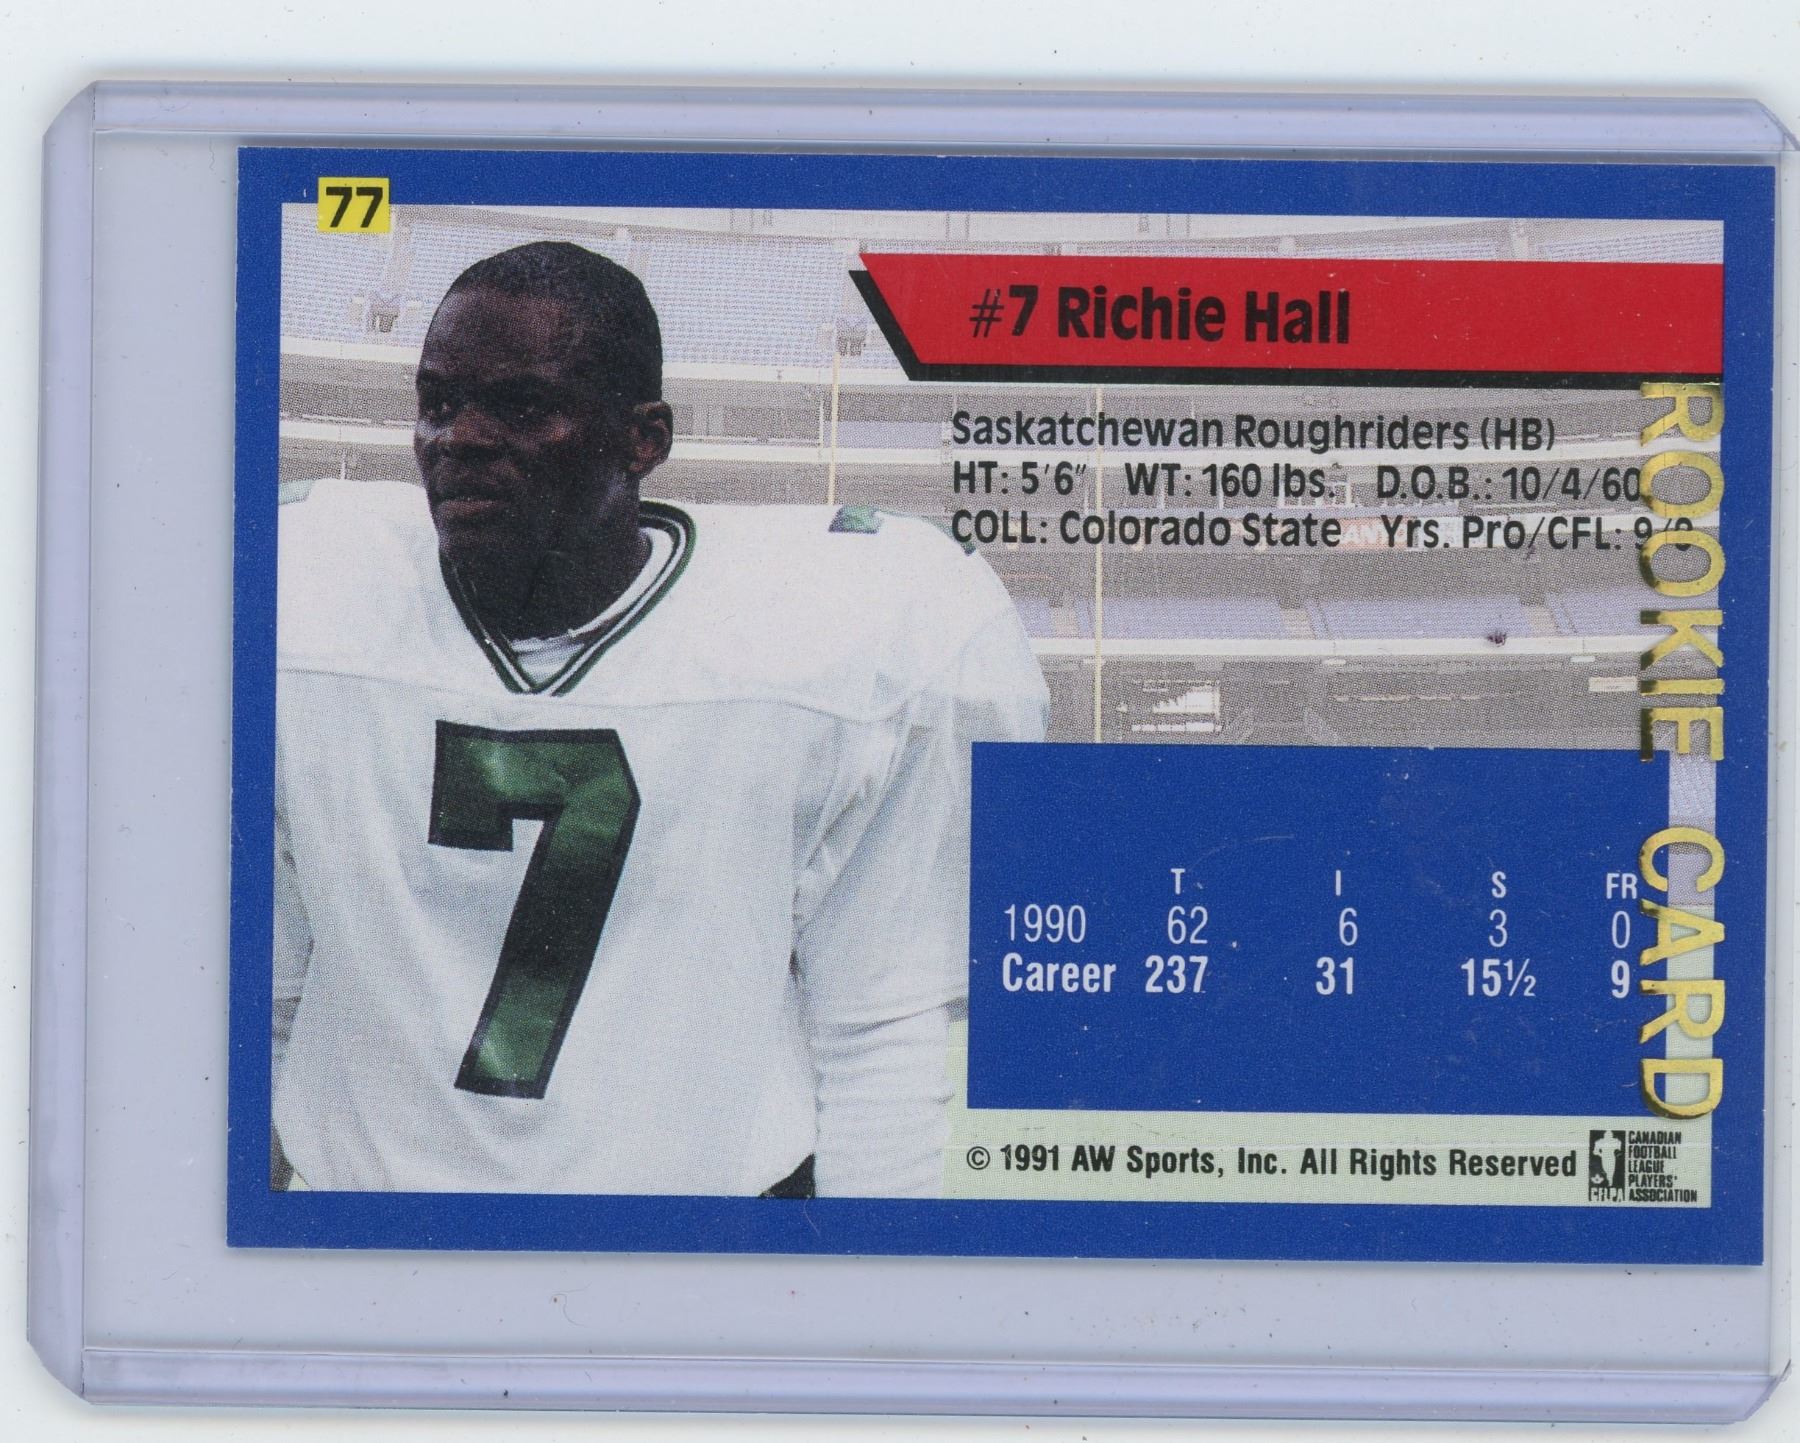 77
#7 Richie Hall
Saskatchewan Roughriders (HB)
HT: 5'6" WT: 160 lbs. D.O.B.: 10/4/60
COLL: Colorado State Yrs. Pro/CFL: 9/
ROOKIE CARD
7
T I S FR
1990 62 6 3 0
Career 237 31 15½ 9
© 1991 AW Sports, Inc. All Rights Reserved
CFLPA
CANADIAN
FOOTBALL
LEAGUE
PLAYERS'
ASSOCIATION